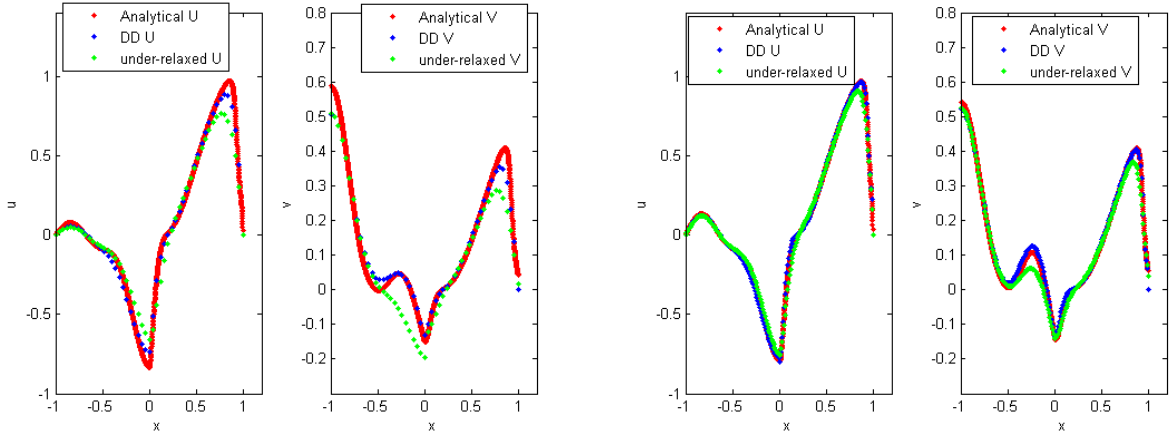 Analytical U
DD U
under-relaxed U
1
0.5
0
-0.5
-1
u
-1 -0.5 0 0.5 1
x
0.8
Analytical V
DD V
under-relaxed V
0.7
0.6
0.5
0.4
0.3
0.2
0.1
0
-0.1
-0.2
v
-1 -0.5 0 0.5 1
x
Analytical U
DD U
under-relaxed U
1
0.5
0
-0.5
-1
u
-1 -0.5 0 0.5 1
x
0.8
Analytical V
DD V
under-relaxed V
0.7
0.6
0.5
0.4
0.3
0.2
0.1
0
-0.1
-0.2
v
-1 -0.5 0 0.5 1
x